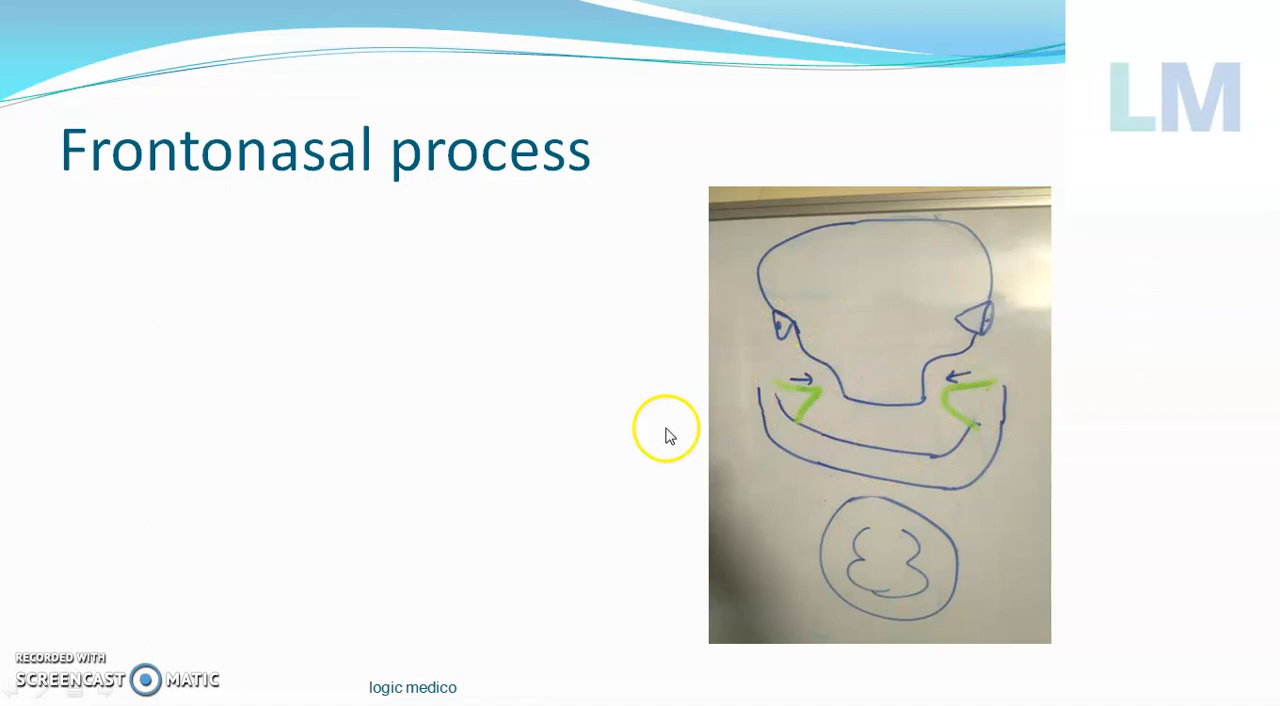 LM
Frontonasal process
RECORDED WITH
SCREENCAST MATIC
logic medico